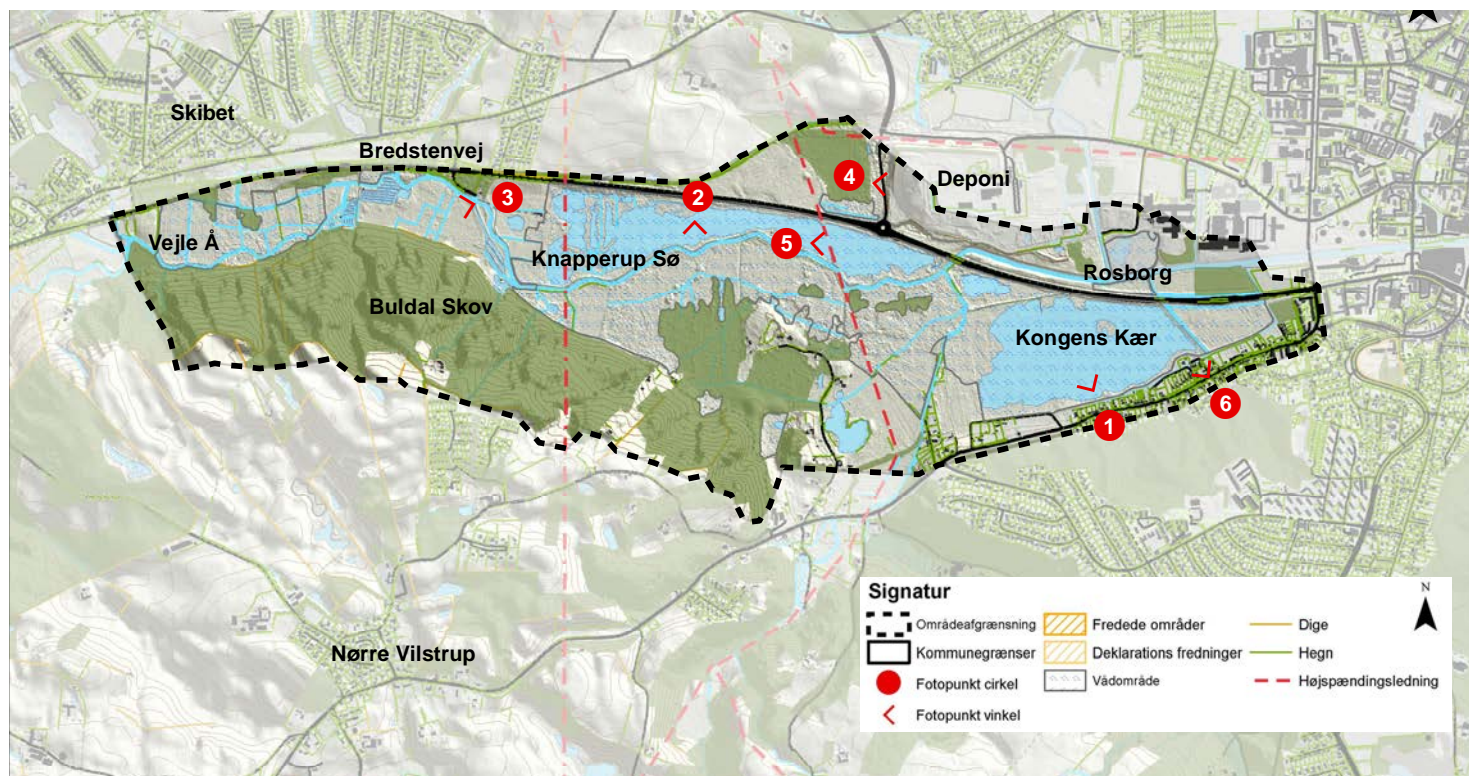 Skibet
Bredstenvej
4
Deponi
3
2
Vejle Å
Knapperup Sø
5
Rosborg
Buldal Skov
Kongens Kær
6
1
Nørre Vilstrup
Signatur
N
Områdeafgrænsning
Fredede områder
Dige
Kommunegrænser
Deklarations fredninger
Hegn
Fotopunkt cirkel
Vådområde
Højspændingsledning
Fotopunkt vinkel